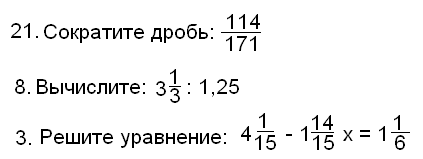 21. Сократите дробь: 114/171
8. Вычислите: 3 1/3 : 1,25
3. Решите уравнение: 4 1/15 - 1 14/15 x = 1 1/6